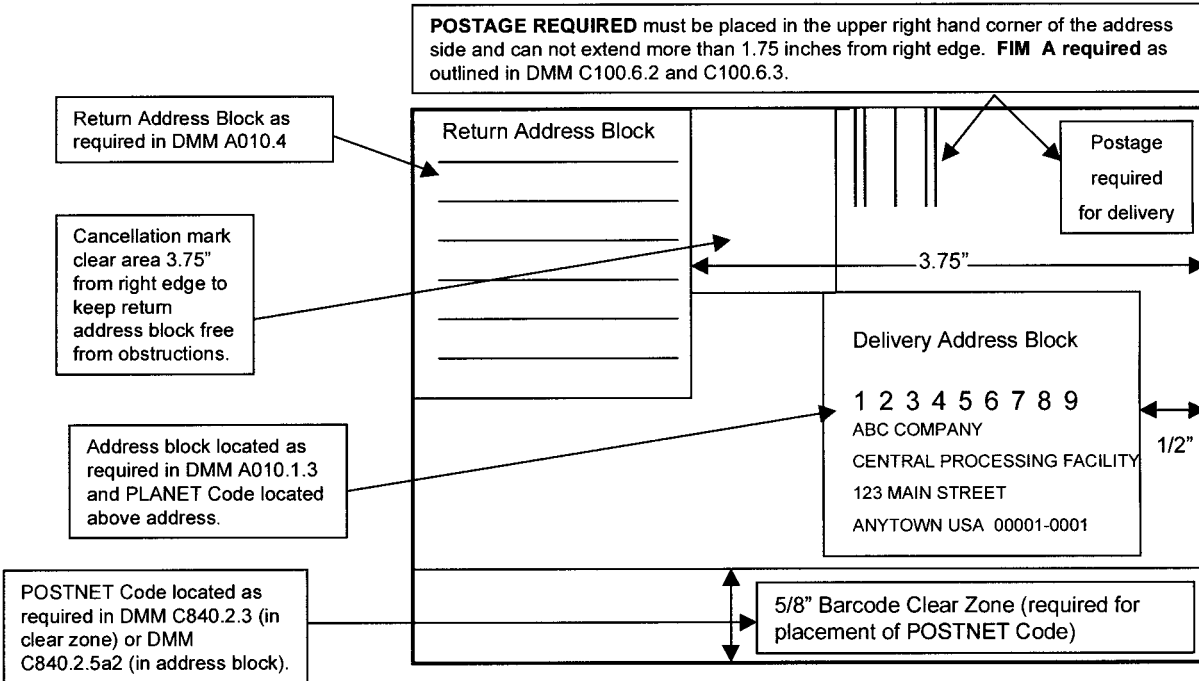 POSTAGE REQUIRED must be placed in the upper right hand corner of the address
side and can not extend more than 1.75 inches from right edge. FIM A required as
outlined in DMM C100.6.2 and C100.6.3.
Return Address Block as
required in DMM A010.4
Return Address Block
Postage
required
for delivery
Cancellation mark
clear area 3.75"
from right edge to
keep return
address block free
from obstructions.
3.75"
Delivery Address Block
1 2 3 4 5 6 7 8 9
ABC COMPANY
CENTRAL PROCESSING FACILITY
123 MAIN STREET
ANYTOWN USA 00001-0001
1/2"
Address block located as
required in DMM A010.1.3
and PLANET Code located
above address.
POSTNET Code located as
required in DMM C840.2.3 (in
clear zone) or DMM
C840.2.5a2 (in address block).
5/8" Barcode Clear Zone (required for
placement of POSTNET Code)